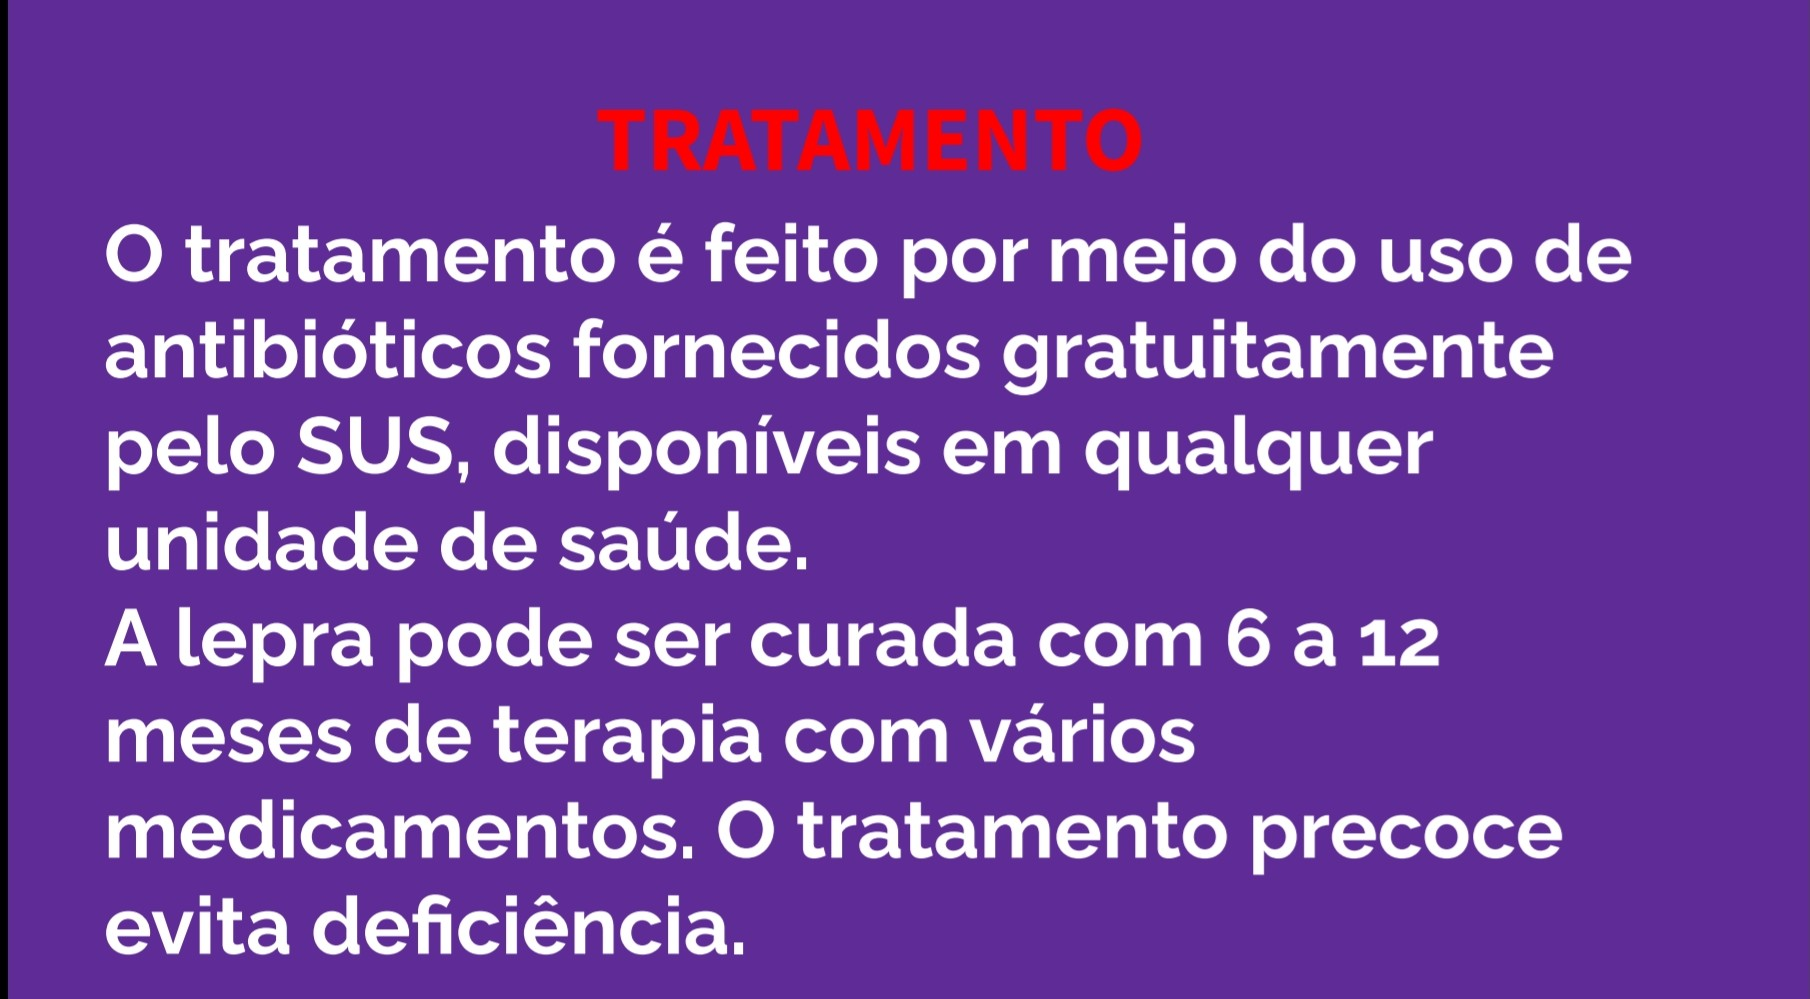 TRATAMENTO
O tratamento é feito por meio do uso de
antibióticos fornecidos gratuitamente
pelo SUS, disponíveis em qualquer
unidade de saúde.
A lepra pode ser curada com 6 a 12
meses de terapia com vários
medicamentos. O tratamento precoce
evita deficiência.